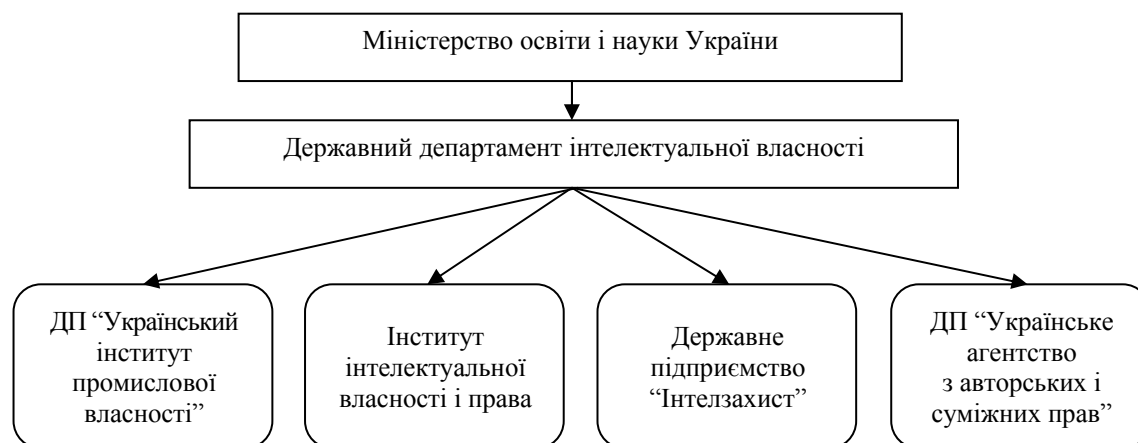 Міністерство освіти і науки України
Державний департамент інтелектуальної власності
ДП “Український
інститут
промислової
власності”
Інститут
інтелектуальної
власності і права
Державне
підприємство
“Інтелзахист”
ДП “Українське
агентство
з авторських і
суміжних прав”